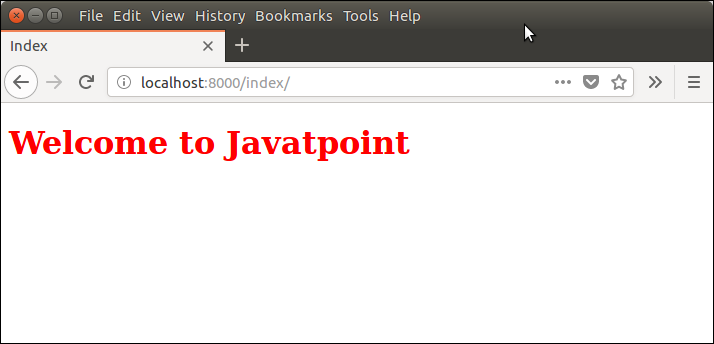 File Edit View History Bookmarks Tools Help
Index
localhost:8000/index/
Welcome to Javatpoint